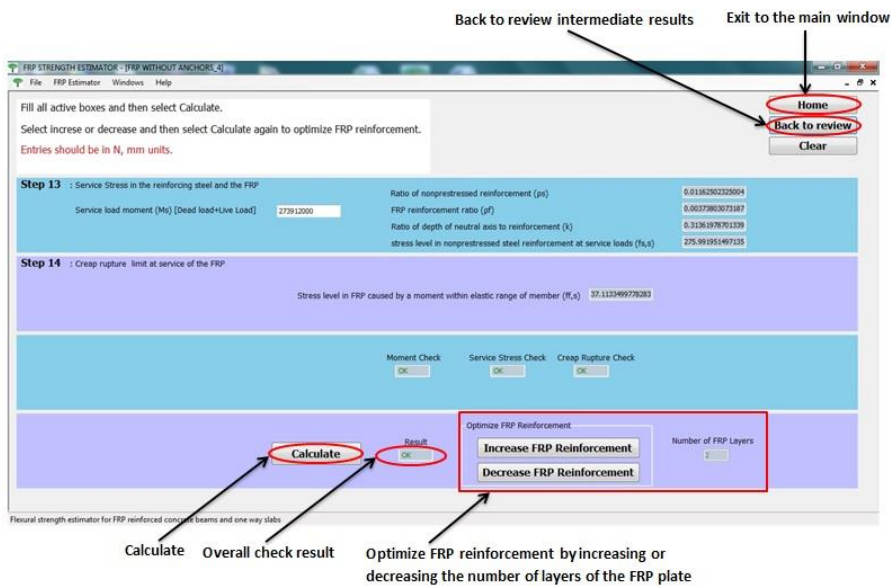 Back to review intermediate results
Exit to the main window
FRP STRENGTH ESTIMATOR - [FRP WITHOUT ANCHORS_4]
File FRP Estimator Windows Help
Fill all active boxes and then select Calculate.
Select increse or decrease and then select Calculate again to optimize FRP reinforcement.
Entries should be in N, mm units.
Home
Back to review
Clear
Step 13 : Service Stress in the reinforcing steel and the FRP
Service load moment (Ms) [Dead load+Live Load] 273912000
Ratio of nonprestressed reinforcement (ps) 0.01162502325004
FRP reinforcement ratio (pf) 0.00373803073187
Ratio of depth of neutral axis to reinforcement (k) 0.31361978701339
stress level in nonprestressed steel reinforcement at service loads (fs,s) 275.991951497135
Step 14 : Creap rupture limit at service of the FRP
Stress level in FRP caused by a moment within elastic range of member (ff,s) 37.1133499778283
Moment Check Service Stress Check Creap Rupture Check
OK OK OK
Optimize FRP Reinforcement
Result
Number of FRP Layers
Calculate OK Increase FRP Reinforcement 2
Decrease FRP Reinforcement
Flexural strength estimator for FRP reinforced concrete beams and one way slabs
Calculate
Overall check result
Optimize FRP reinforcement by increasing or
decreasing the number of layers of the FRP plate